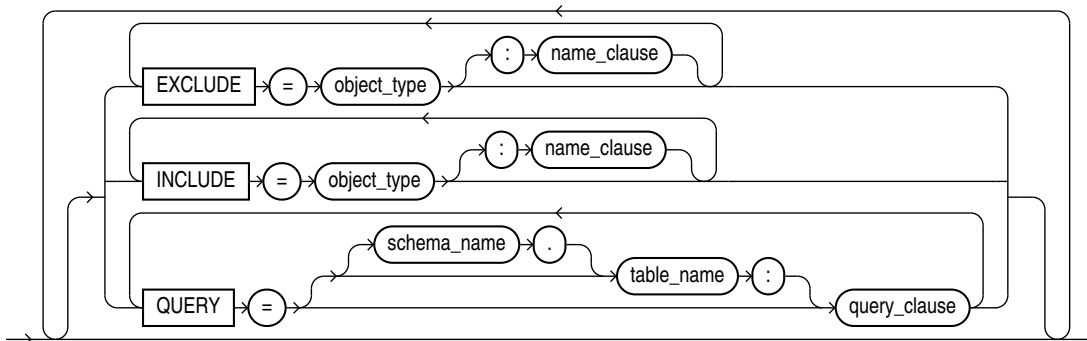 : name_clause
EXCLUDE = object_type
: name_clause
INCLUDE = object_type
schema_name .
table_name :
QUERY = query_clause